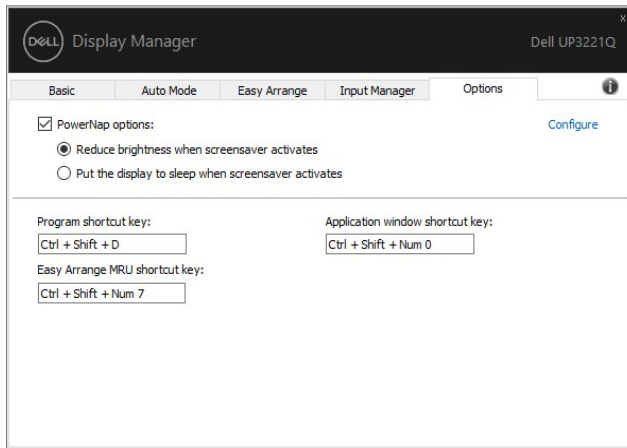 x
DELL Display Manager Dell UP3221Q
Basic Auto Mode Easy Arrange Input Manager Options
PowerNap options: Configure
Reduce brightness when screensaver activates
Put the display to sleep when screensaver activates
Program shortcut key: Application window shortcut key:
Ctrl + Shift + D Ctrl + Shift + Num 0
Easy Arrange MRU shortcut key:
Ctrl + Shift + Num 7